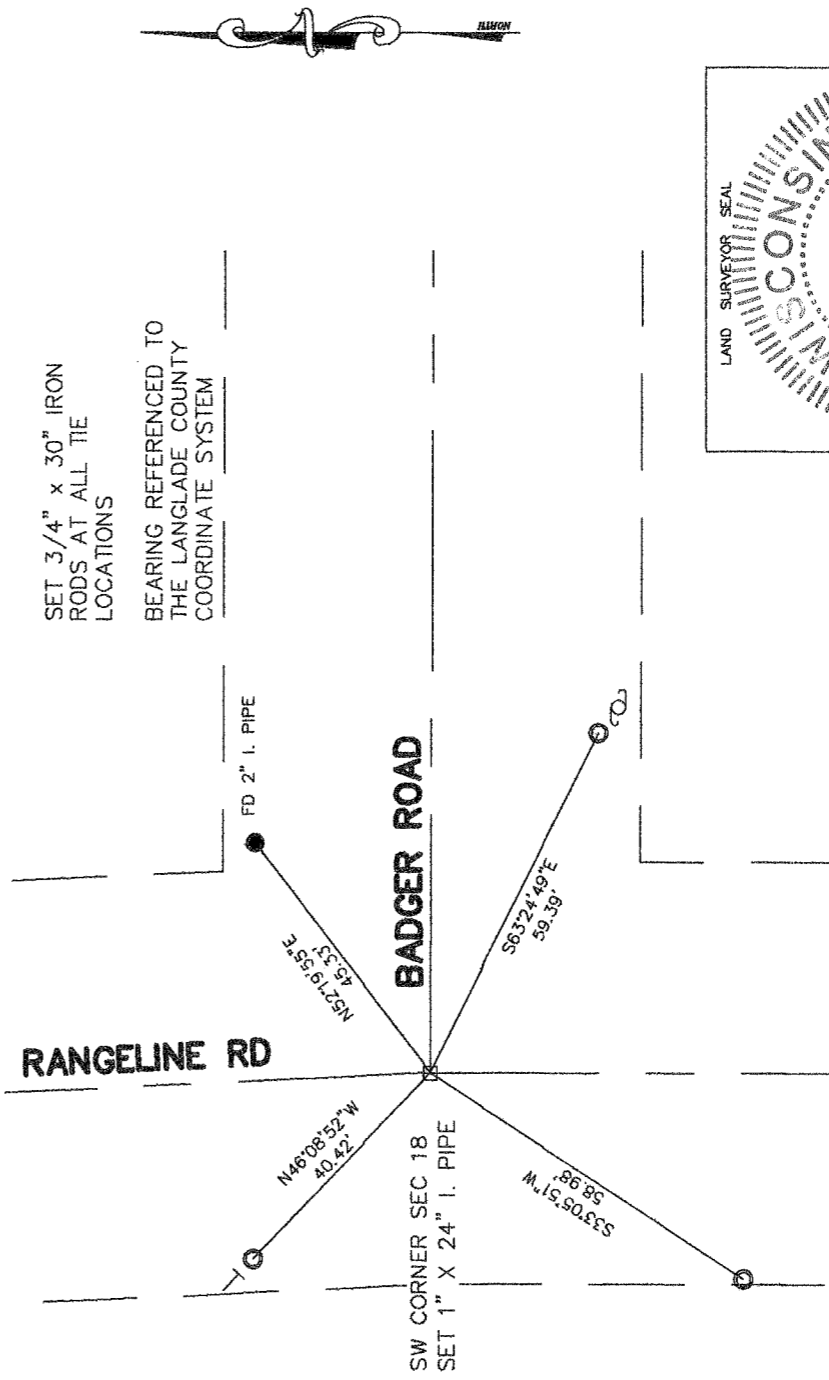 NORTH
SET 3/4" x 30" IRON
RODS AT ALL TIE
LOCATIONS
BEARING REFERENCED TO
THE LANGLADE COUNTY
COORDINATE SYSTEM
LAND SURVEYOR SEAL
WISCONSIN
FD 2" I. PIPE
N52°19'55"E
45.33'
BADGER ROAD
S63°24'49"E
59.39'
RANGELINE RD
N46°08'52"W
40.42'
SW CORNER SEC 18
SET 1" X 24" I. PIPE
S33°05'51"W
58.98'